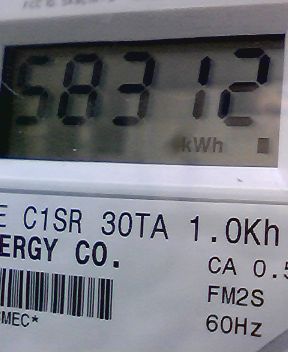 58312
kWh
E C1SR 30TA 1.0Kh
ERGY CO.
CA 0.5
FM2S
MEC*
60Hz